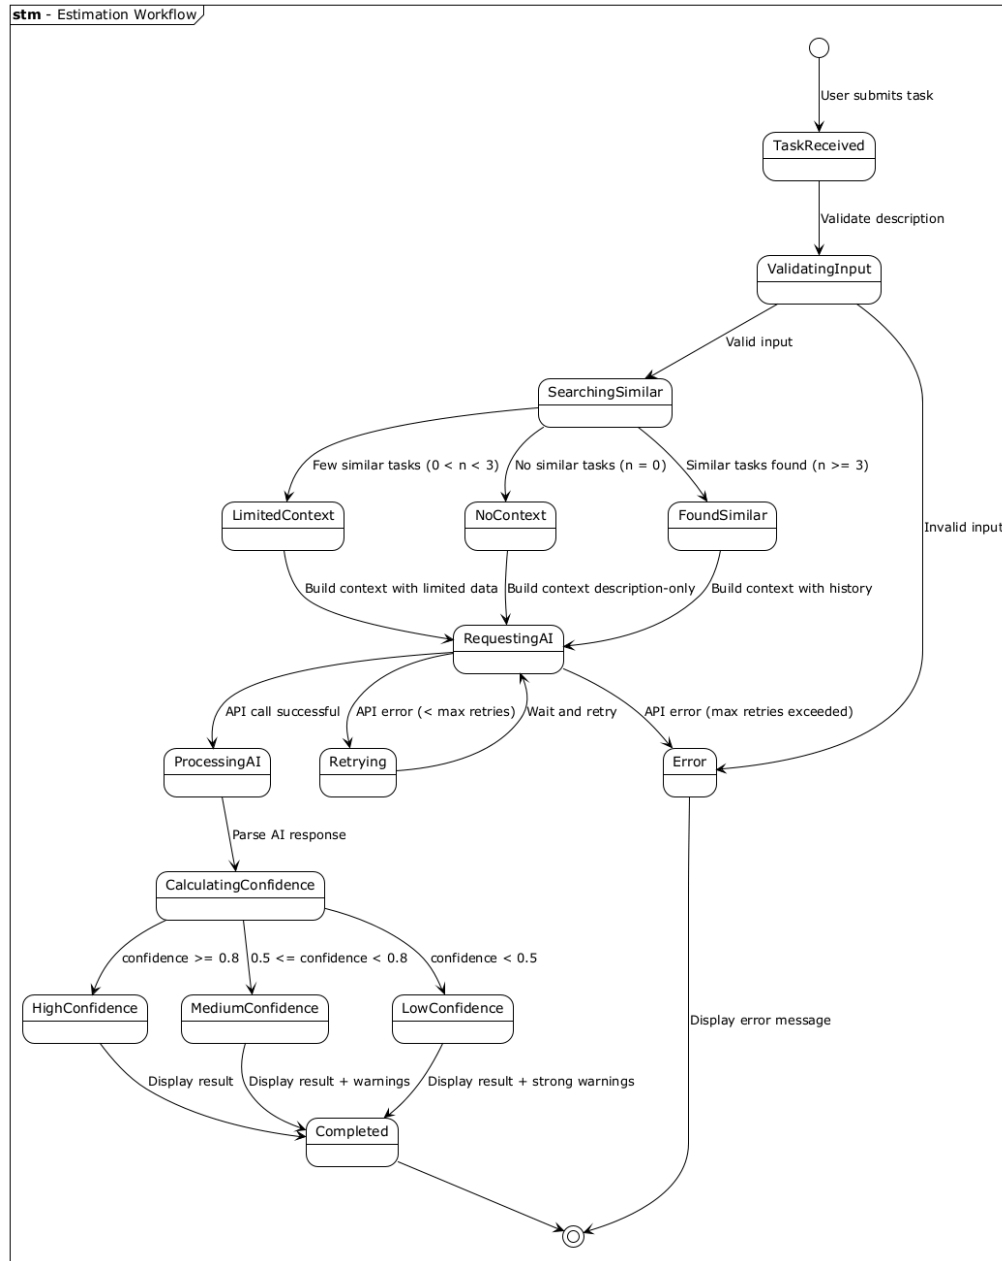 stm - Estimation Workflow
User submits task
TaskReceived
Validate description
ValidatingInput
Valid input
SearchingSimilar
Few similar tasks (0 < n < 3)
No similar tasks (n = 0)
Similar tasks found (n >= 3)
LimitedContext
NoContext
FoundSimilar
Invalid input
Build context with limited data
Build context description-only
Build context with history
RequestingAI
API call successful
API error (< max retries)
Wait and retry
API error (max retries exceeded)
ProcessingAI
Retrying
Error
Parse AI response
CalculatingConfidence
confidence >= 0.8
0.5 <= confidence < 0.8
confidence < 0.5
HighConfidence
MediumConfidence
LowConfidence
Display error message
Display result
Display result + warnings
Display result + strong warnings
Completed